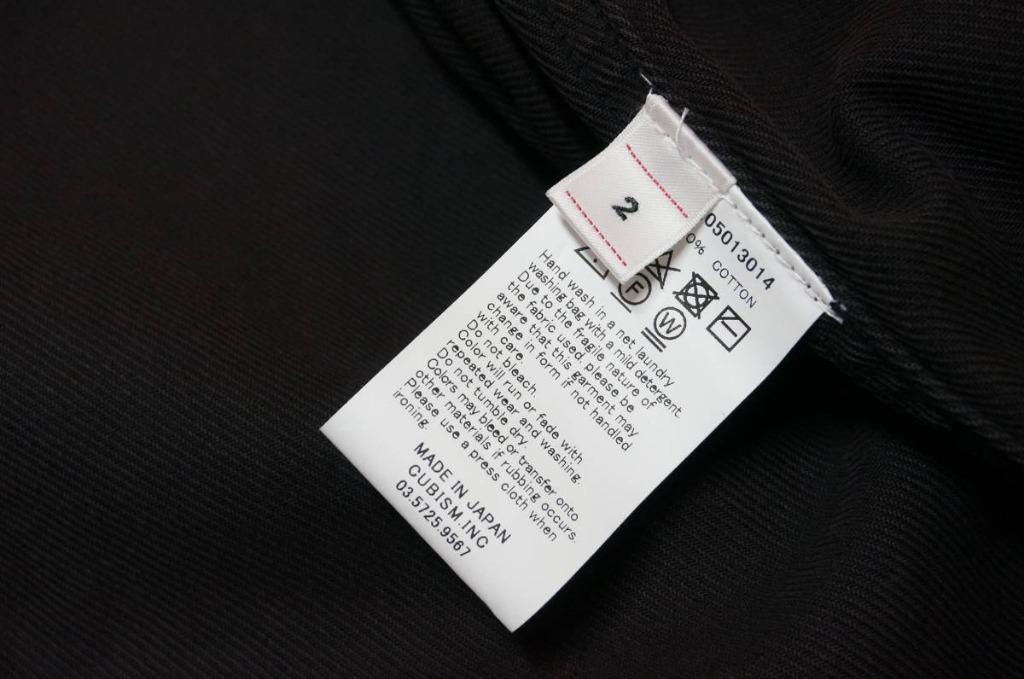 2
05013014
0% COTTON
F
W
Hand wash in a net laundry
washing bag with a mild detergent
Due to the fragile nature of
the fabric used, please be
aware that this garment may
change in form if not handled
with care.
Do not bleach.
Color will run or fade with
repeated wear and washing.
Do not tumble dry.
Colors may bleed or transfer onto
other materials if rubbing occurs.
Please use a press cloth when
ironing.
MADE IN JAPAN
CUBISM.INC
03.5725.9567